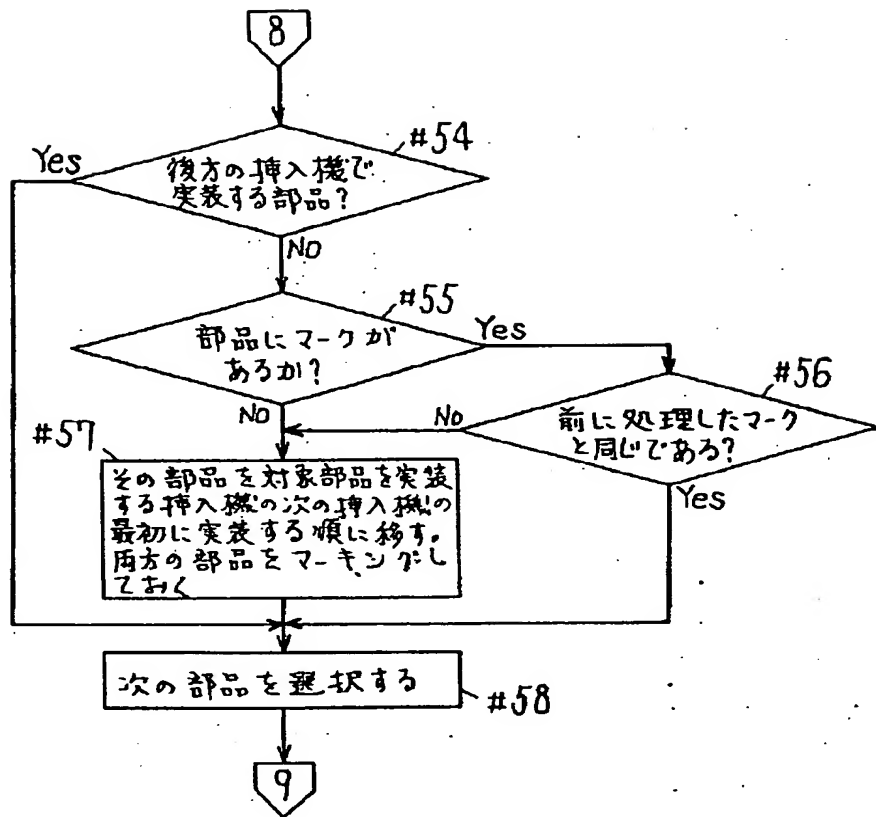 8
#54
Yes
後方の挿入機で
実装する部品?
No
#55
部品にマークが
あるか?
Yes
#56
前に処理したマーク
と同じである?
No
No
Yes
#57
その部品を対象部品を実装
する挿入機の次の挿入機の
最初に実装する順に移す。
両方の部品をマーキングし
ておく
次の部品を選択する
#58
9